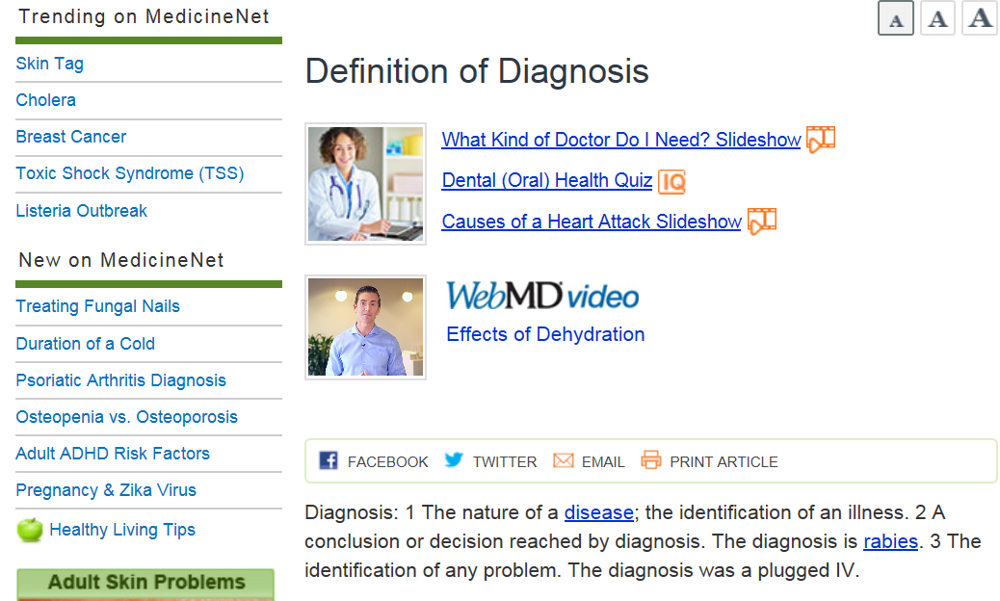 Trending on MedicineNet
Skin Tag
Cholera
Breast Cancer
Toxic Shock Syndrome (TSS)
Listeria Outbreak
New on MedicineNet
Treating Fungal Nails
Duration of a Cold
Psoriatic Arthritis Diagnosis
Osteopenia vs. Osteoporosis
Adult ADHD Risk Factors
Pregnancy & Zika Virus
Healthy Living Tips
Adult Skin Problems
A A A
Definition of Diagnosis
What Kind of Doctor Do I Need? Slideshow
Dental (Oral) Health Quiz IQ
Causes of a Heart Attack Slideshow
WebMD video
Effects of Dehydration
f FACEBOOK TWITTER EMAIL PRINT ARTICLE
Diagnosis: 1 The nature of a disease; the identification of an illness. 2 A
conclusion or decision reached by diagnosis. The diagnosis is rabies. 3 The
identification of any problem. The diagnosis was a plugged IV.